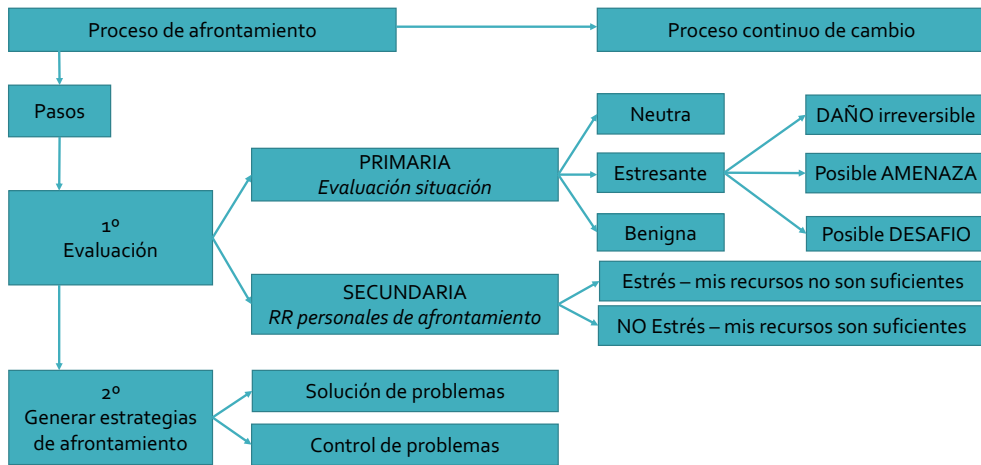 Proceso de afrontamiento
Proceso continuo de cambio
Pasos
Neutra
DAÑO irreversible
PRIMARIA
Evaluación situación
Estresante
Posible AMENAZA
1º
Evaluación
Benigna
Posible DESAFIO
SECUNDARIA
RR personales de afrontamiento
Estrés – mis recursos no son suficientes
NO Estrés – mis recursos son suficientes
2º
Generar estrategias
de afrontamiento
Solución de problemas
Control de problemas